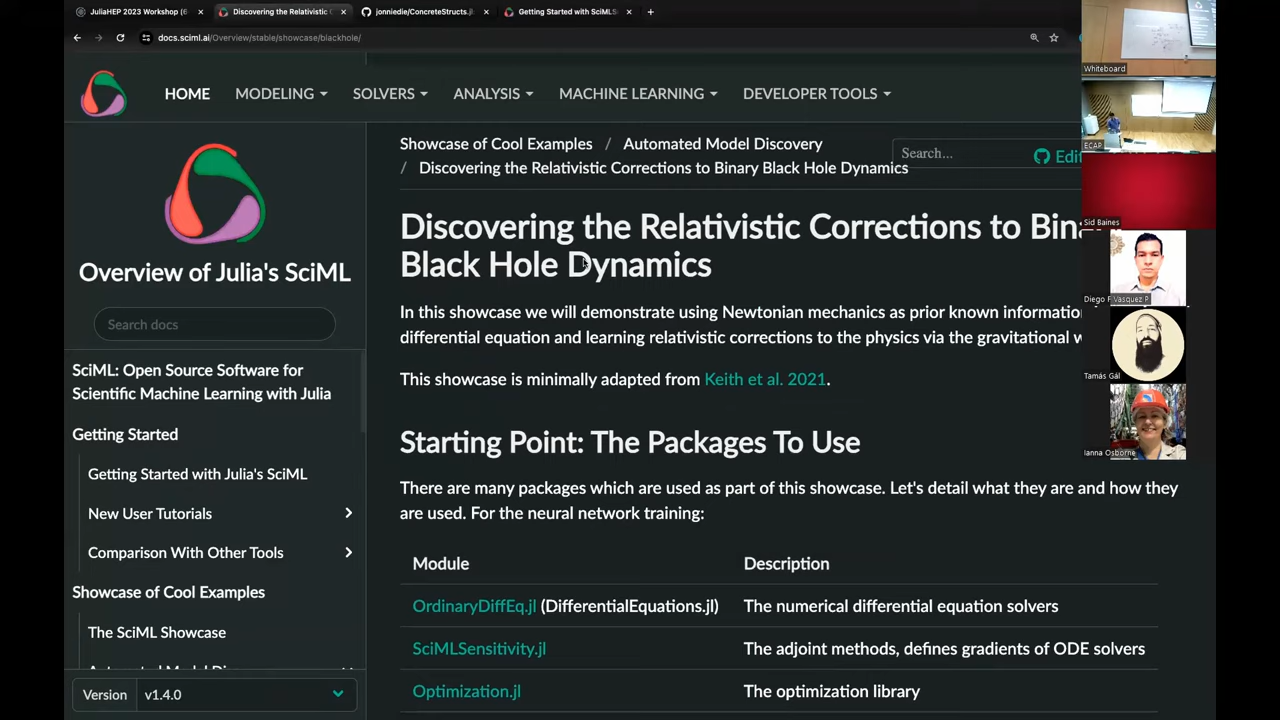 JuliaHEP 2023 Workshop (6
Discovering the Relativistic C
jonniedie/ConcreteStructs.jl
Getting Started with SciML'S
docs.sciml.ai/Overview/stable/showcase/blackhole/
HOME
MODELING
SOLVERS
ANALYSIS
MACHINE LEARNING
DEVELOPER TOOLS
Overview of Julia's SciML
Search docs
SciML: Open Source Software for
Scientific Machine Learning with Julia
Getting Started
Getting Started with Julia's SciML
New User Tutorials
Comparison With Other Tools
Showcase of Cool Examples
The SciML Showcase
Version v1.4.0
Showcase of Cool Examples / Automated Model Discovery
/ Discovering the Relativistic Corrections to Binary Black Hole Dynamics
Search...
Edi
Discovering the Relativistic Corrections to Bina
Black Hole Dynamics
In this showcase we will demonstrate using Newtonian mechanics as prior known informatio
differential equation and learning relativistic corrections to the physics via the gravitational w
This showcase is minimally adapted from Keith et al. 2021.
Starting Point: The Packages To Use
There are many packages which are used as part of this showcase. Let's detail what they are and how they
are used. For the neural network training:
Module Description
OrdinaryDiffEq.jl (DifferentialEquations.jl) The numerical differential equation solvers
SciMLSensitivity.jl The adjoint methods, defines gradients of ODE solvers
Optimization.jl The optimization library
Whiteboard
ECAP
Sid Baines
Diego F Vasquez P.
Tamás Gál
Ianna Osborne